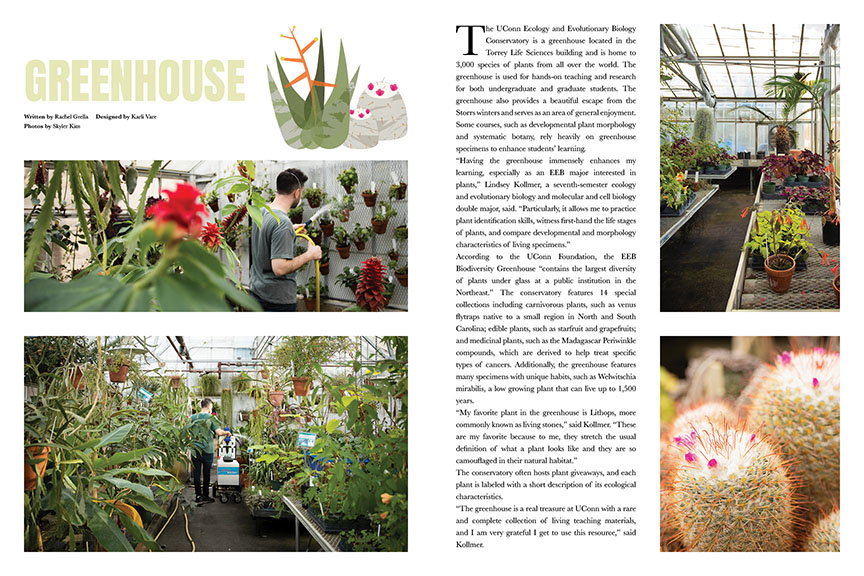 GREENHOUSE
Written by Rachel Grella Designed by Karli Vare
Photos by Skyler Kim
The UConn Ecology and Evolutionary Biology
Conservatory is a greenhouse located in the
Torrey Life Sciences building and is home to
3,000 species of plants from all over the world. The
greenhouse is used for hands-on teaching and research
for both undergraduate and graduate students. The
greenhouse also provides a beautiful escape from the
Storrs winters and serves as an area of general enjoyment.
Some courses, such as developmental plant morphology
and systematic botany, rely heavily on greenhouse
specimens to enhance students’ learning.
“Having the greenhouse immensely enhances my
learning, especially as an EEB major interested in
plants,” Lindsey Kollmer, a seventh-semester ecology
and evolutionary biology and molecular and cell biology
double major, said. “Particularly, it allows me to practice
plant identification skills, witness first-hand the life stages
of plants, and compare developmental and morphology
characteristics of living specimens.”
According to the UConn Foundation, the EEB
Biodiversity Greenhouse “contains the largest diversity
of plants under glass at a public institution in the
Northeast.” The conservatory features 14 special
collections including carnivorous plants, such as venus
flytraps native to a small region in North and South
Carolina; edible plants, such as starfruit and grapefruits;
and medicinal plants, such as the Madagascar Periwinkle
compounds, which are derived to help treat specific
types of cancers. Additionally, the greenhouse features
many specimens with unique habits, such as Welwitschia
mirabilis, a low growing plant that can live up to 1,500
years.
“My favorite plant in the greenhouse is Lithops, more
commonly known as living stones,” said Kollmer. “These
are my favorite because to me, they stretch the usual
definition of what a plant looks like and they are so
camouflaged in their natural habitat.”
The conservatory often hosts plant giveaways, and each
plant is labeled with a short description of its ecological
characteristics.
“The greenhouse is a real treasure at UConn with a rare
and complete collection of living teaching materials,
and I am very grateful I get to use this resource,” said
Kollmer.